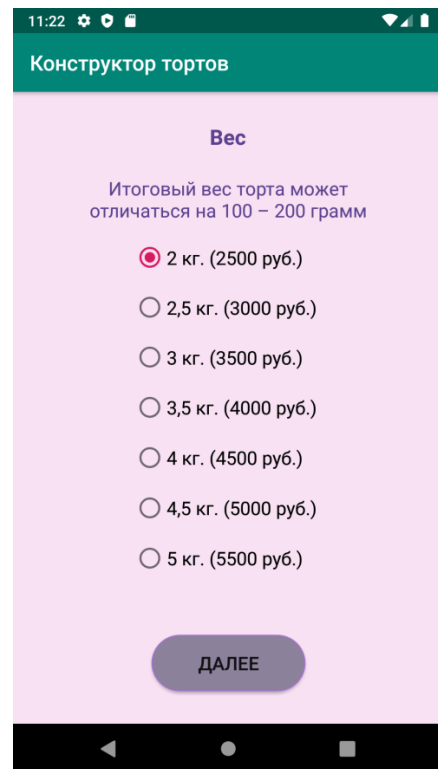 11:22
Конструктор тортов
Вес
Итоговый вес торта может
отличаться на 100 – 200 грамм
2 кг. (2500 руб.)
2,5 кг. (3000 руб.)
3 кг. (3500 руб.)
3,5 кг. (4000 руб.)
4 кг. (4500 руб.)
4,5 кг. (5000 руб.)
5 кг. (5500 руб.)
ДАЛЕЕ